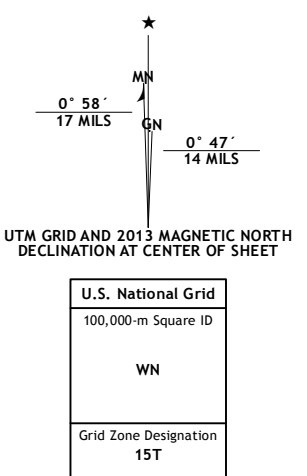 ★
MN
0° 58´
17 MILS
GN
0° 47´
14 MILS
UTM GRID AND 2013 MAGNETIC NORTH
DECLINATION AT CENTER OF SHEET
U.S. National Grid
100,000-m Square ID
WN
Grid Zone Designation
15T